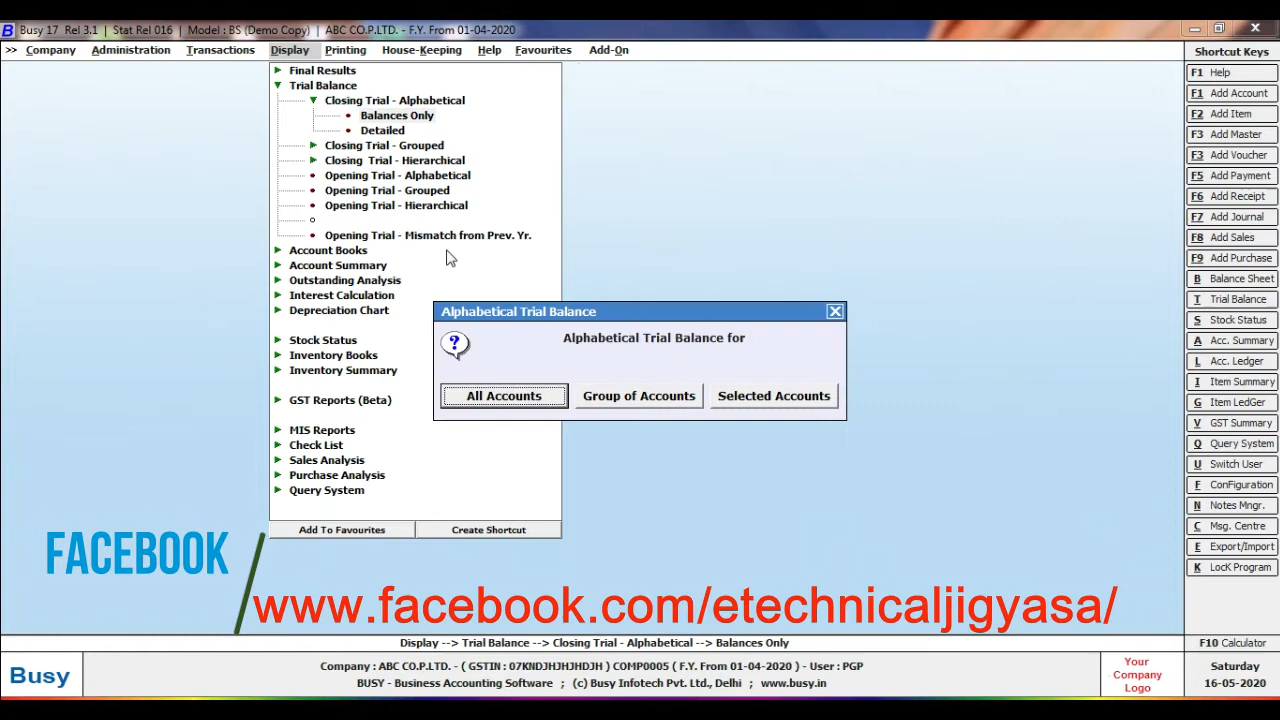 B Busy 17 Rel 3.1 | Stat Rel 016 | Model : BS (Demo Copy) | ABC CO.P.LTD. - F.Y. From 01-04-2020
>> Company Administration Transactions Display Printing House-Keeping Help Favourites Add-On
Shortcut Keys
Final Results
Trial Balance
Closing Trial - Alphabetical
Balances Only
Detailed
Closing Trial - Grouped
Closing Trial - Hierarchical
Opening Trial - Alphabetical
Opening Trial - Grouped
Opening Trial - Hierarchical
Opening Trial - Mismatch from Prev. Yr.
Account Books
Account Summary
Outstanding Analysis
Interest Calculation
Depreciation Chart
Stock Status
Inventory Books
Inventory Summary
GST Reports (Beta)
MIS Reports
Check List
Sales Analysis
Purchase Analysis
Query System
Add To Favourites Create Shortcut
Alphabetical Trial Balance
?
Alphabetical Trial Balance for
All Accounts Group of Accounts Selected Accounts
F1 Help
F1 Add Account
F2 Add Item
F3 Add Master
F3 Add Voucher
F5 Add Payment
F6 Add Receipt
F7 Add Journal
F8 Add Sales
F9 Add Purchase
B Balance Sheet
T Trial Balance
S Stock Status
A Acc. Summary
L Acc. Ledger
I Item Summary
G Item LedGer
V GST Summary
Q Query System
U Switch User
F ConFiguration
N Notes Mngr.
C Msg. Centre
E Export/Import
K LocK Program
FACEBOOK
www.facebook.com/etechnicaljigyasa/
Display --> Trial Balance --> Closing Trial - Alphabetical --> Balances Only
F10 Calculator
Busy
Company : ABC CO.P.LTD. - ( GSTIN : 07KNDJHJHJHDJH ) COMP0005 ( F.Y. From 01-04-2020 ) - User : PGP
BUSY - Business Accounting Software ; (c) Busy Infotech Pvt. Ltd., Delhi ; www.busy.in
Your
Company
Logo
Saturday
16-05-2020